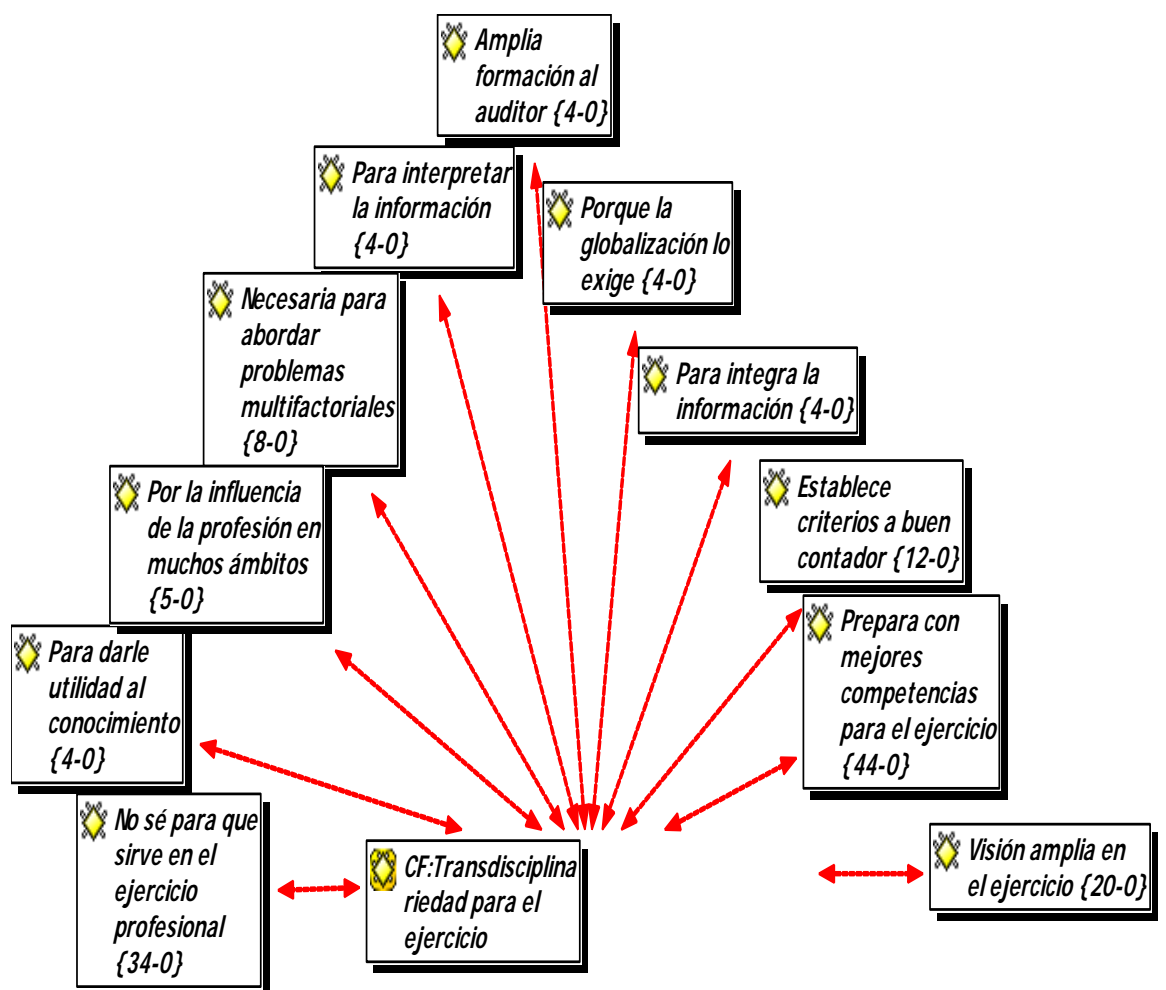 Amplia
formación al
auditor {4-0}
Para interpretar
la información
{4-0}
Porque la
globalización lo
exige {4-0}
Necesaria para
abordar
problemas
multifactoriales
{8-0}
Para integra la
información {4-0}
Establece
criterios a buen
contador {12-0}
Por la influencia
de la profesión en
muchos ámbitos
{5-0}
Prepara con
mejores
competencias
para el ejercicio
{44-0}
Para darle
utilidad al
conocimiento
{4-0}
No sé para que
sirve en el
ejercicio
profesional
{34-0}
CF:Transdisciplina
riedad para el
ejercicio
Visión amplia en
el ejercicio {20-0}